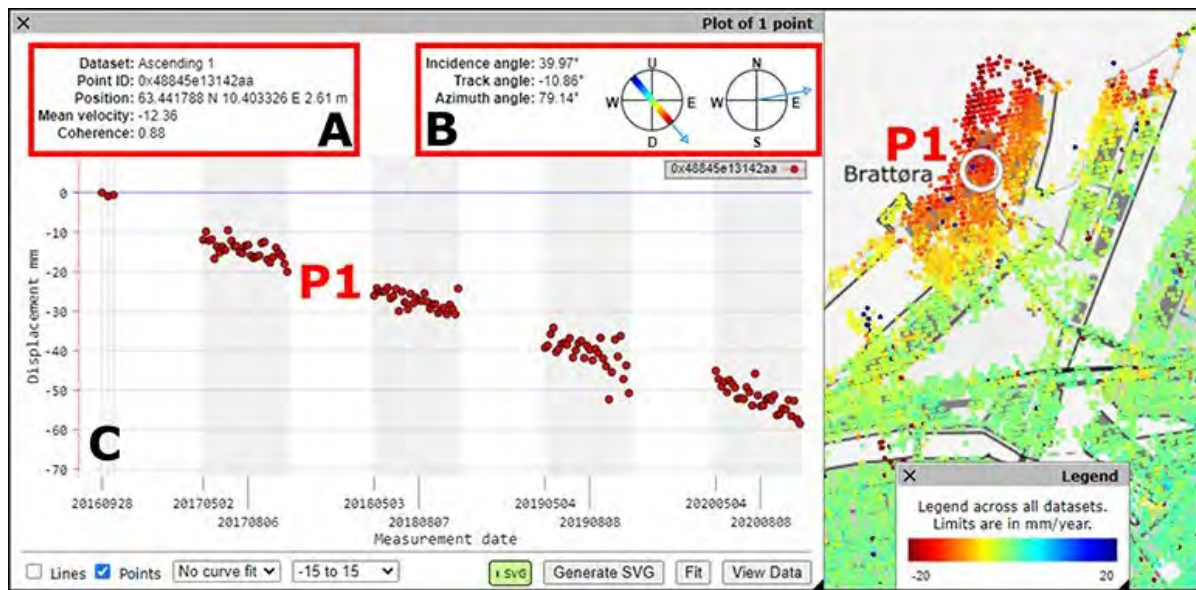 Plot of 1 point
Dataset: Ascending 1
Point ID: 0x48845e13142aa
Position: 63.441788 N 10.403326 E 2.61 m
Mean velocity: -12.36
Coherence: 0.88
A
Incidence angle: 39.97°
Track angle: -10.86°
Azimuth angle: 79.14°
B
U
W E
D
N
W E
S
0x48845e13142aa
0
-10
-20
-30
-40
-50
-60
-70
Displacement mm
P1
C
20160928 20170502 20180503 20190504 20200504
20170806 20180807 20190808 20200808
Measurement date
Lines Points No curve fit -15 to 15 SVG Generate SVG Fit View Data
P1
Brattøra
Legend
Legend across all datasets.
Limits are in mm/year.
-20 20